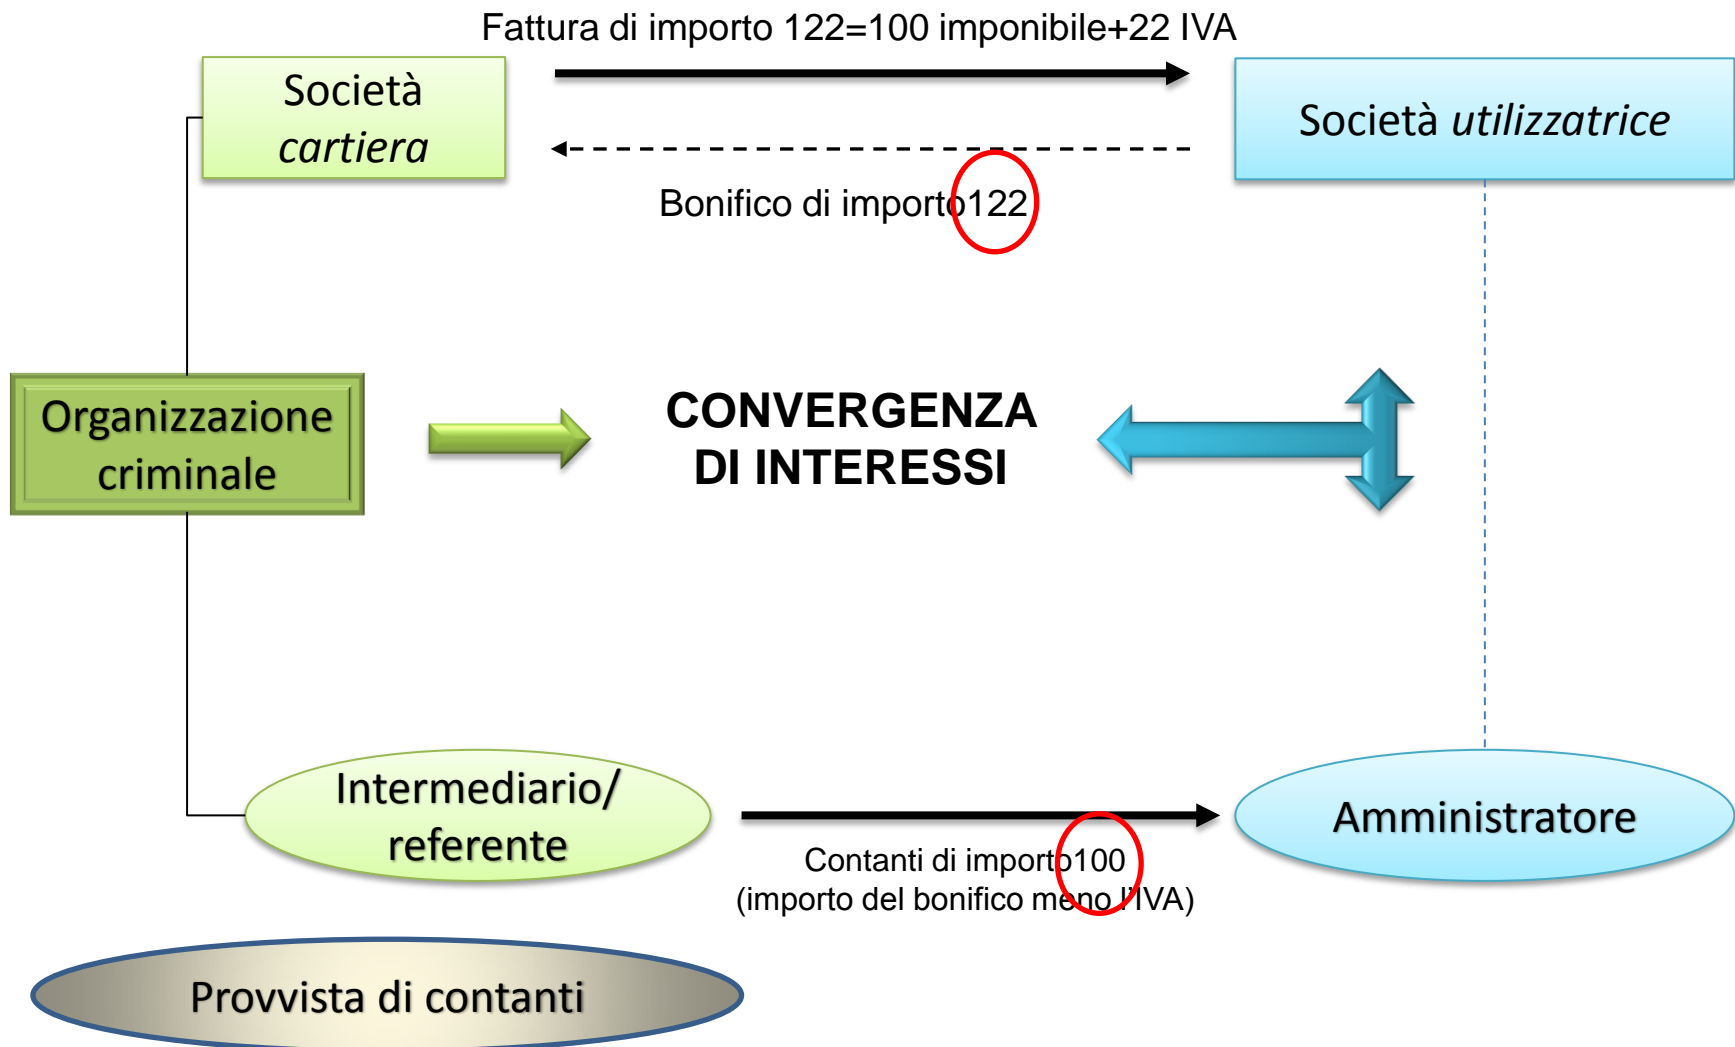 Fattura di importo 122=100 imponibile+22 IVA
Società
cartiera
Società utilizzatrice
Bonifico di importo122
Organizzazione
criminale
CONVERGENZA
DI INTERESSI
Intermediario/
referente
Amministratore
Contanti di importo100
(importo del bonifico meno l'IVA)
Provvista di contanti